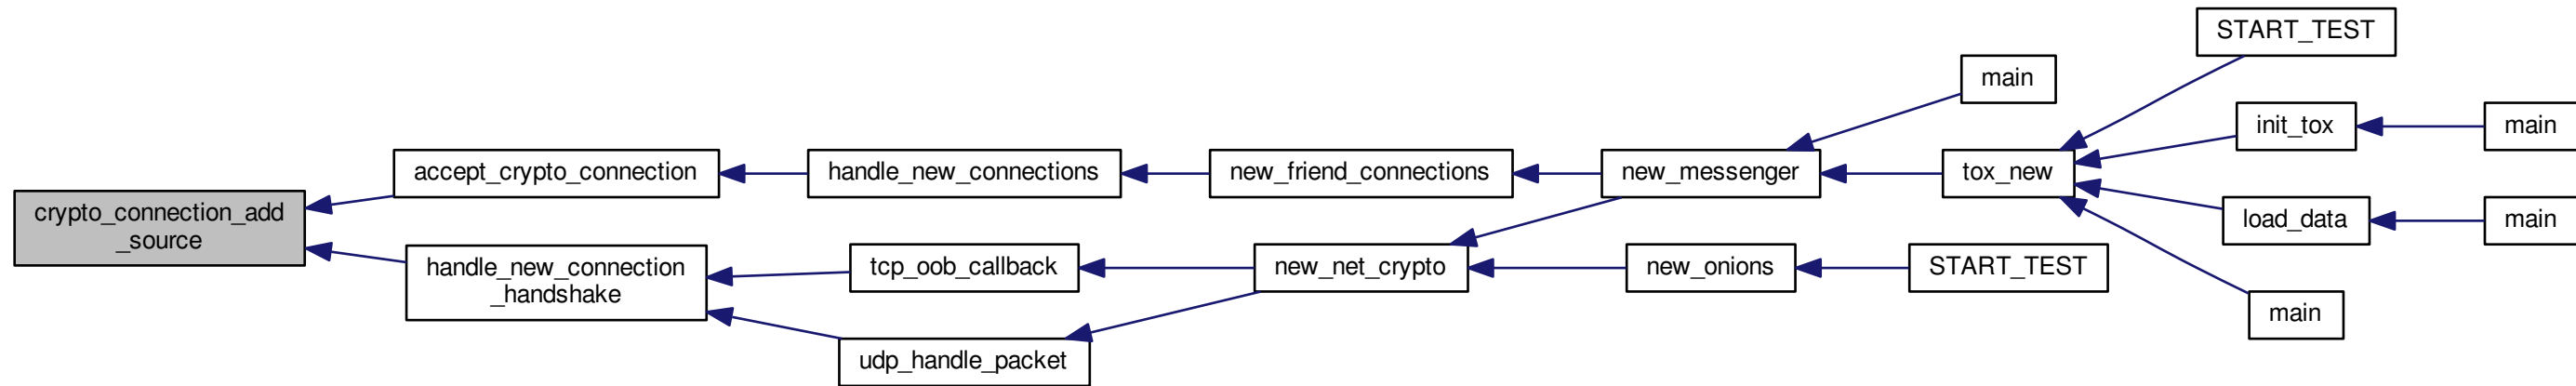 START_TEST
main
init_tox
main
accept_crypto_connection
handle_new_connections
new_friend_connections
new_messenger
tox_new
crypto_connection_add
_source
load_data
main
handle_new_connection
_handshake
tcp_oob_callback
new_net_crypto
new_onions
START_TEST
main
udp_handle_packet